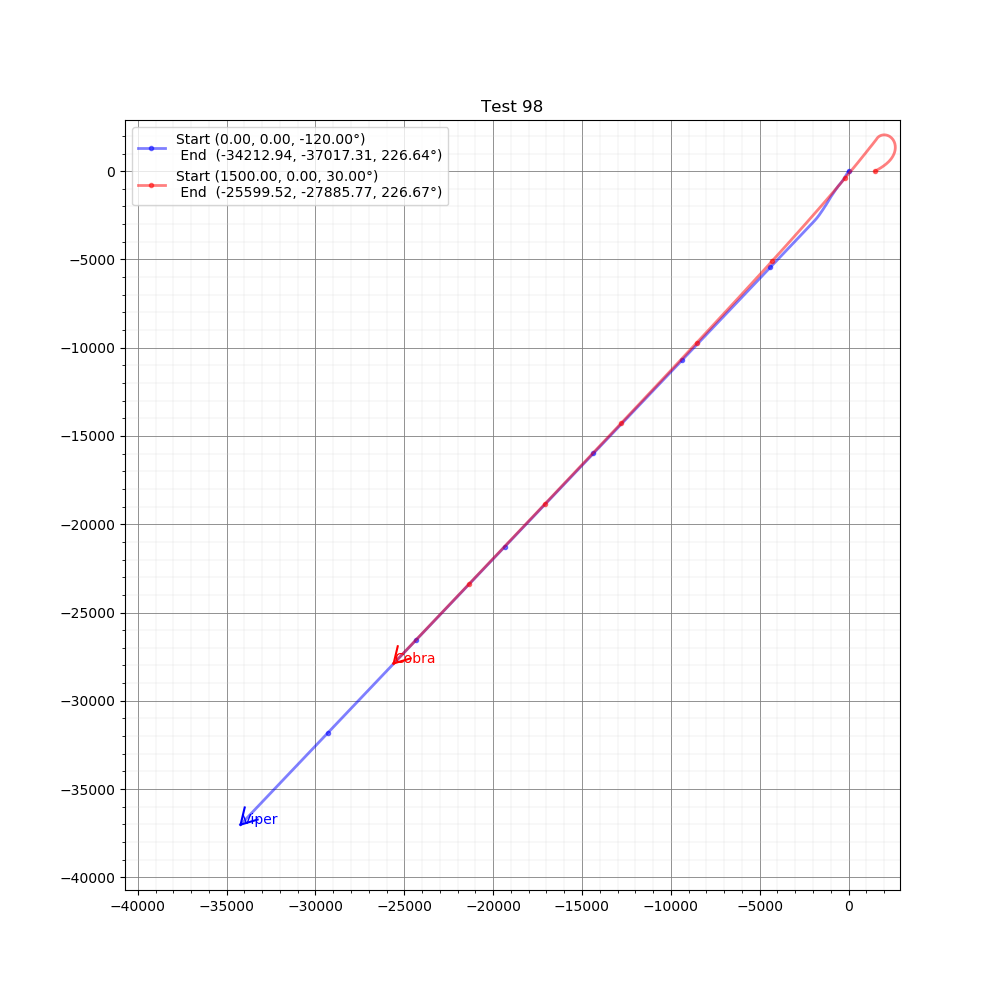 Test 98
Start (0.00, 0.00, -120.00°)
End (-34212.94, -37017.31, 226.64°)
Start (1500.00, 0.00, 30.00°)
End (-25599.52, -27885.77, 226.67°)
0
−5000
−10000
−15000
−20000
−25000
−30000
−35000
−40000
Cobra
Viper
−40000 −35000 −30000 −25000 −20000 −15000 −10000 −5000 0